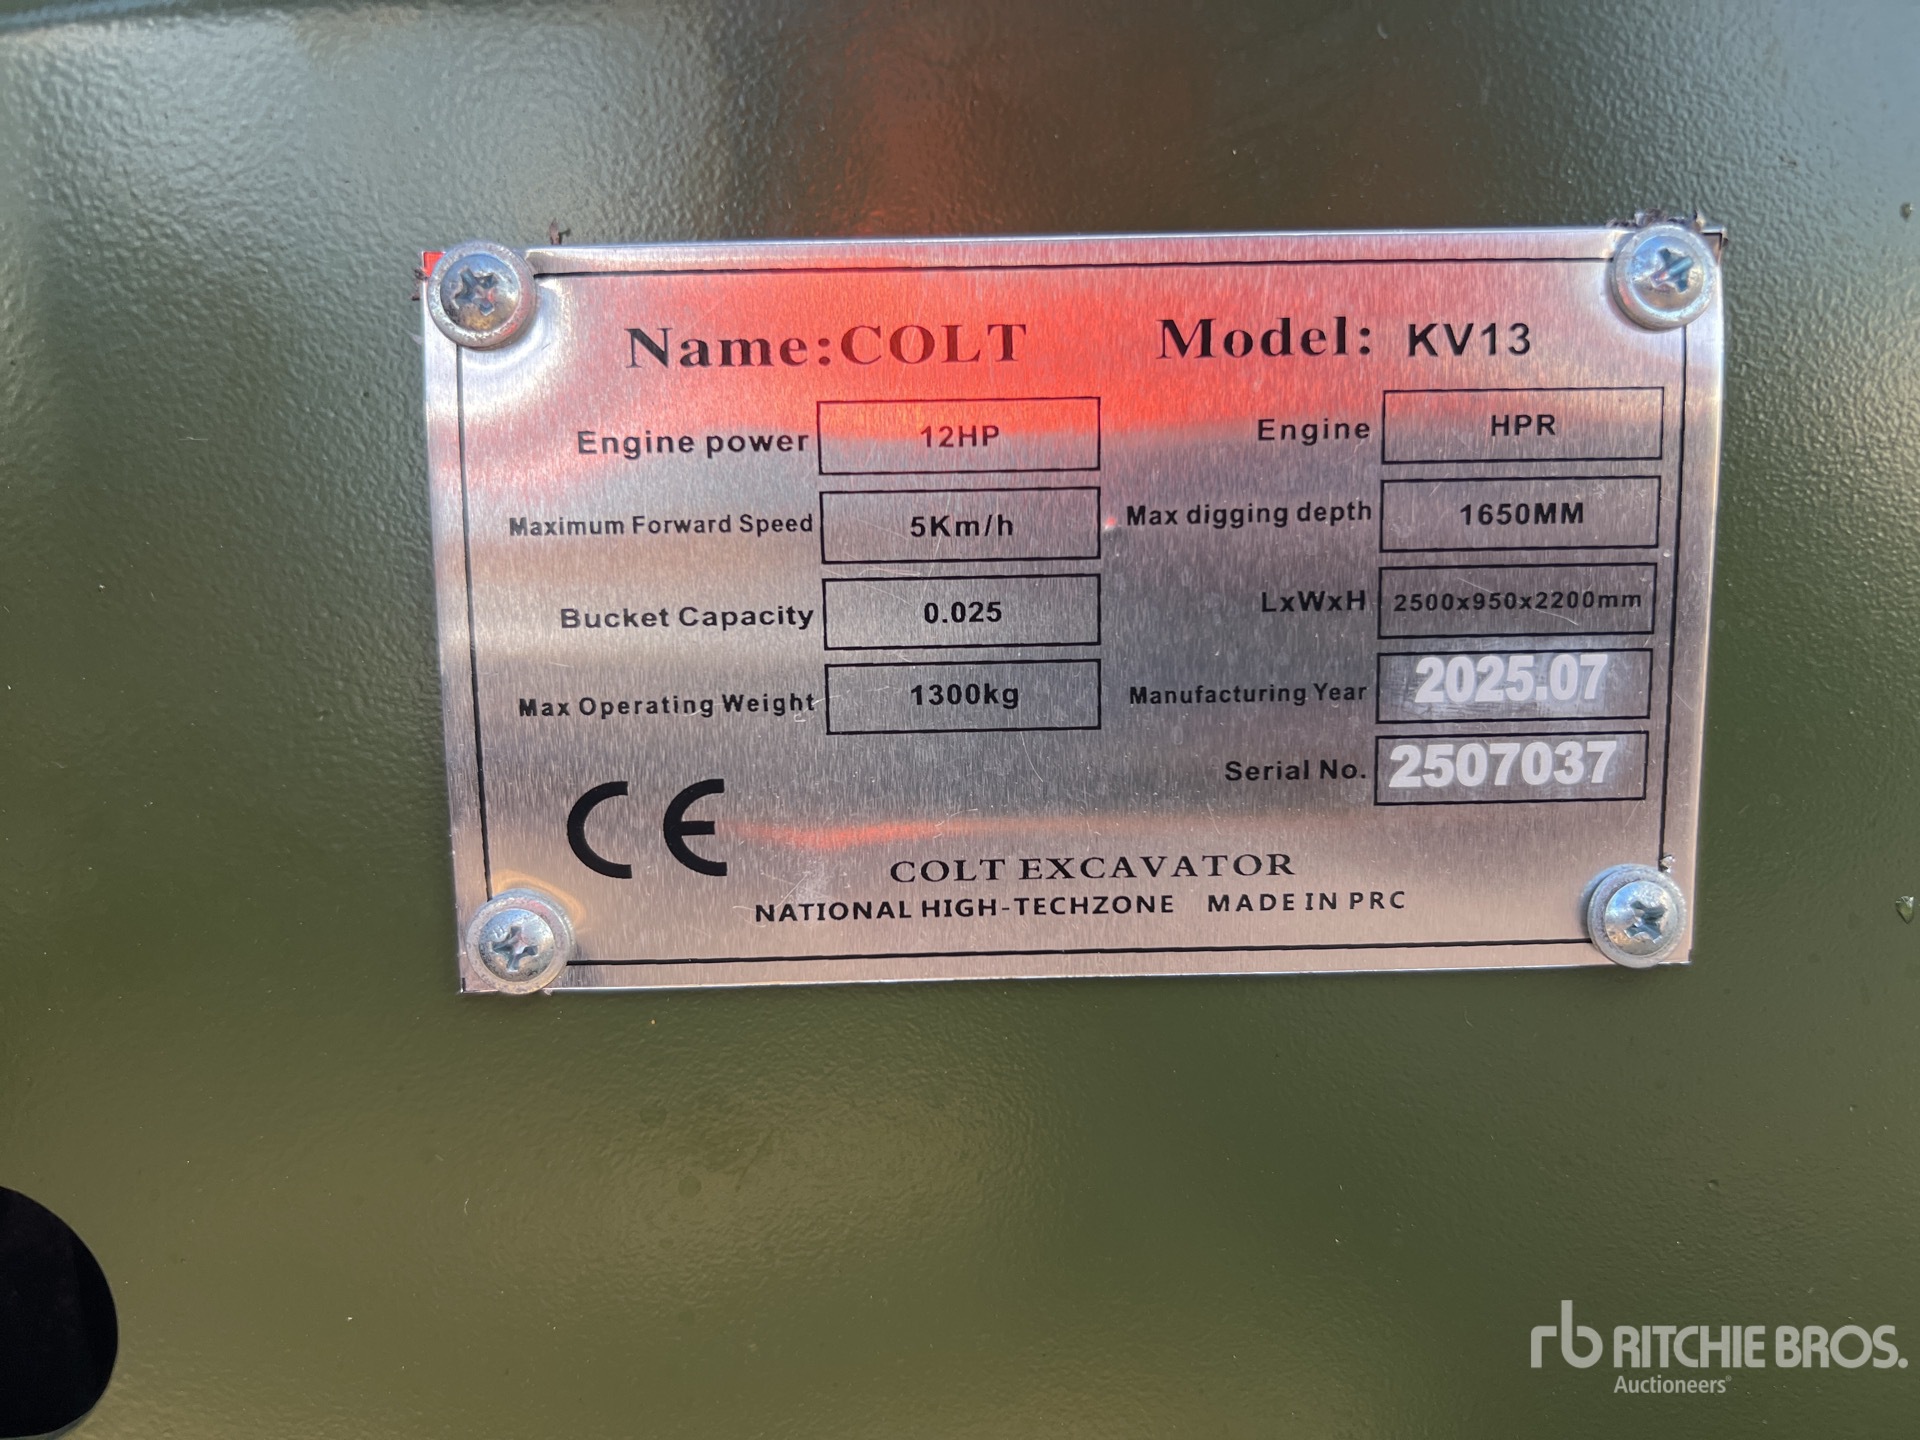 Name:COLT Model: KV13
Engine power 12HP Engine HPR
Maximum Forward Speed 5Km/h Max digging depth 1650MM
Bucket Capacity 0.025 LxWxH 2500x950x2200mm
Max Operating Weight 1300kg Manufacturing Year 2025.07
Serial No. 2507037
CE
COLT EXCAVATOR
NATIONAL HIGH-TECHZONE MADE IN PRC
rb RITCHIE BROS.
Auctioneers